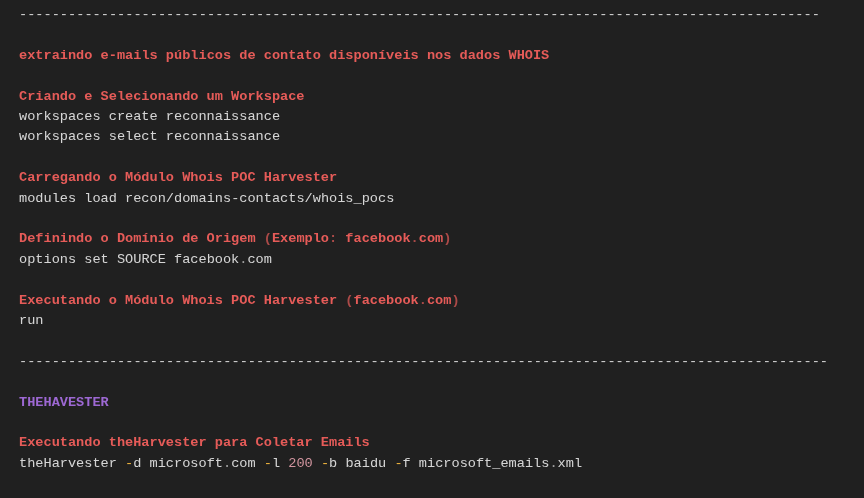 ---------------------------------------------------------------------------------------------------
extraindo e-mails públicos de contato disponíveis nos dados WHOIS
Criando e Selecionando um Workspace
workspaces create reconnaissance
workspaces select reconnaissance
Carregando o Módulo Whois POC Harvester
modules load recon/domains-contacts/whois_pocs
Definindo o Domínio de Origem (Exemplo: facebook.com)
options set SOURCE facebook.com
Executando o Módulo Whois POC Harvester (facebook.com)
run
----------------------------------------------------------------------------------------------------
THEHAVESTER
Executando theHarvester para Coletar Emails
theHarvester -d microsoft.com -l 200 -b baidu -f microsoft_emails.xml